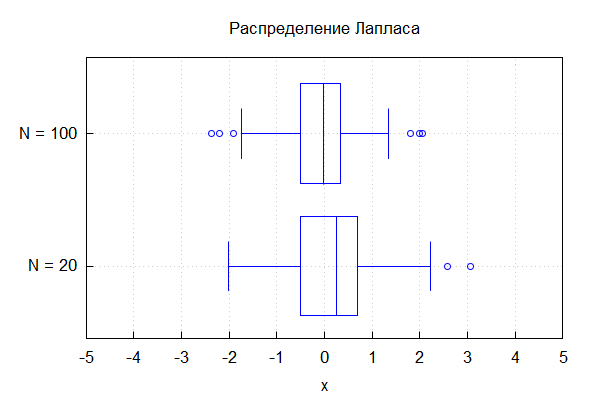 Распределение Лапласа
N = 100
N = 20
-5 -4 -3 -2 -1 0 1 2 3 4 5
x